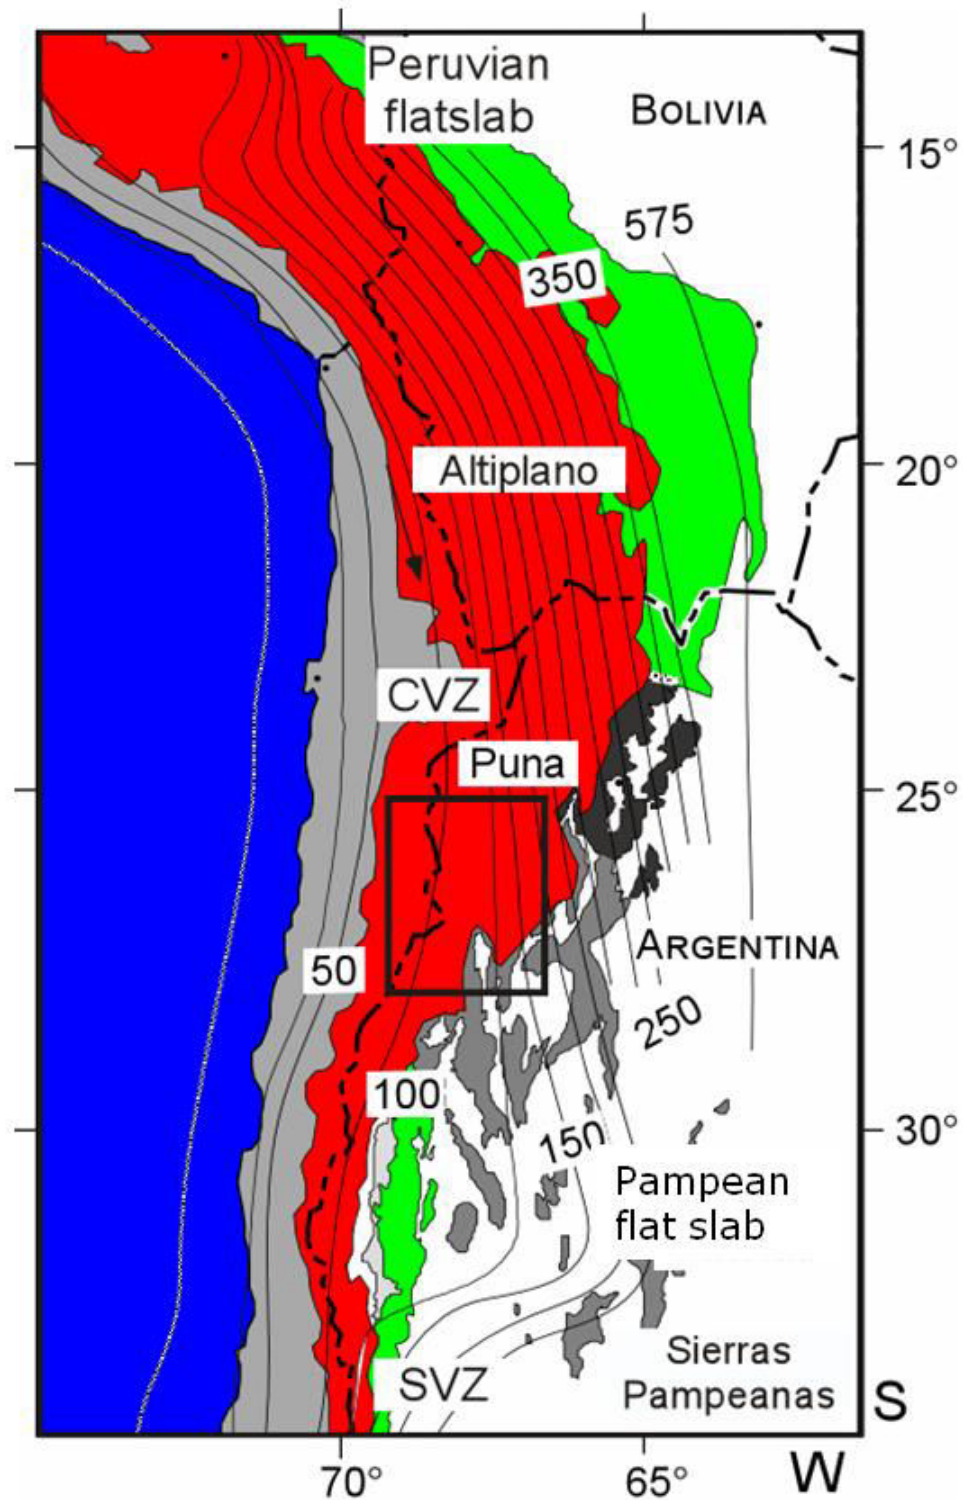 Peruvian
flatslab
BOLIVIA
15°
575
350
Altiplano
20°
CVZ
Puna
25°
ARGENTINA
50
250
100
150
30°
Pampean
flat slab
Sierras
Pampeanas
SVZ
S
70°
65°
W